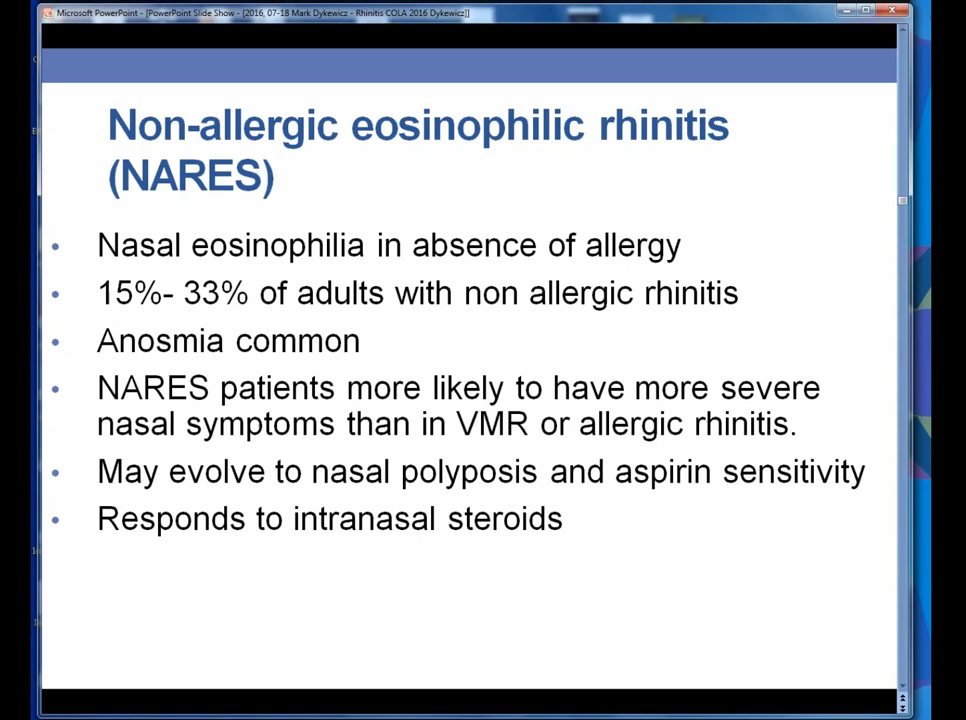 Microsoft PowerPoint - [PowerPoint Slide Show - [2016, 07-18 Mark Dykewicz - Rhinitis COLA 2016 Dykewicz]]
Non-allergic eosinophilic rhinitis
(NARES)
• Nasal eosinophilia in absence of allergy
• 15%- 33% of adults with non allergic rhinitis
• Anosmia common
• NARES patients more likely to have more severe
nasal symptoms than in VMR or allergic rhinitis.
• May evolve to nasal polyposis and aspirin sensitivity
• Responds to intranasal steroids